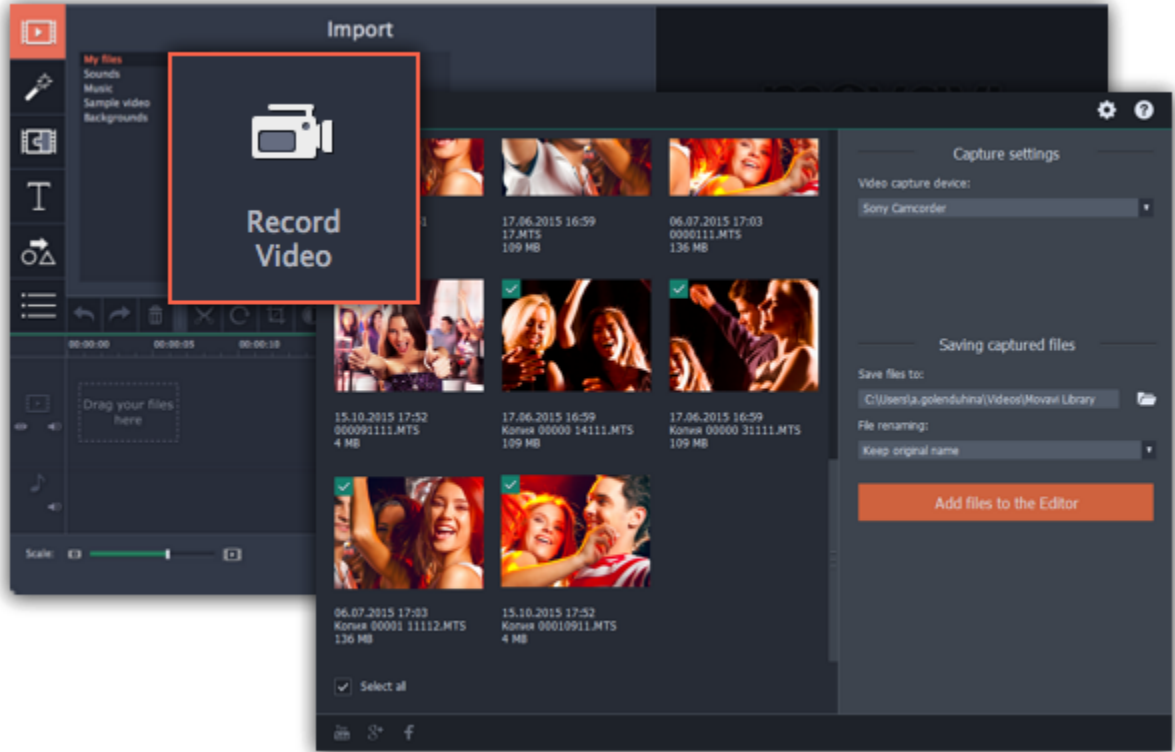 Import
My files
Sounds
Music
Sample video
Backgrounds
Record
Video
00:00:00
00:00:05
00:00:10
Drag your files
here
Scale:
17.06.2015 16:59
17.MTS
109 MB
06.07.2015 17:03
0000111.MTS
136 MB
15.10.2015 17:52
000091111.MTS
4 MB
17.06.2015 16:59
Копия 00000 14111.MTS
109 MB
17.06.2015 16:59
Копия 00000 31111.MTS
109 MB
06.07.2015 17:03
Копия 00001 11112.MTS
136 MB
15.10.2015 17:52
Копия 00010911.MTS
4 MB
Select all
Capture settings
Video capture device:
Sony Camcorder
Saving captured files
Save files to:
C:\Users\a.golenduhina\Videos\Movavi Library
File renaming:
Keep original name
Add files to the Editor